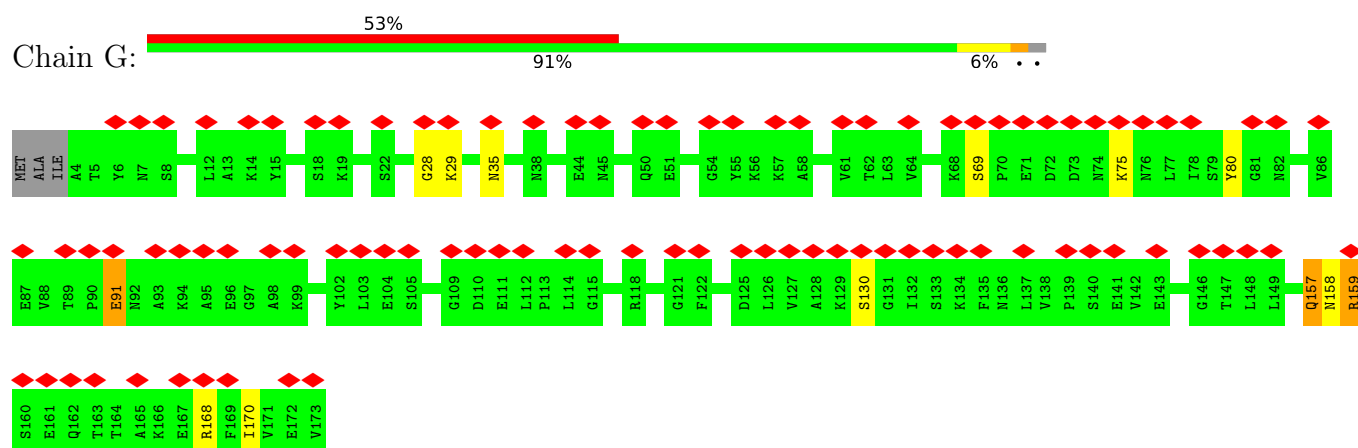 53%
Chain G:
91% 6% . .
MET ALA ILE A4 T5 Y6 N7 S8 L12 A13 K14 Y15 S18 K19 S22 G28 K29 N35 N38 E44 N45 Q50 E51 G54 Y55 K56 K57 A58 V61 T62 L63 V64 K68 S69 P70 E71 D72 D73 N74 K75 N76 L77 I78 S79 Y80 G81 N82 V86
E87 V88 T89 P90 E91 N92 A93 K94 A95 E96 G97 A98 K99 Y102 L103 E104 S105 G109 D110 E111 L112 P113 L114 G115 R118 G121 F122 D125 L126 V127 A128 K129 S130 G131 I132 S133 K134 F135 N136 L137 V138 P139 S140 E141 V142 E143 G146 T147 L148 L149 Q157 N158 R159
S160 E161 Q162 T163 T164 A165 K166 E167 R168 F169 I170 V171 E172 V173